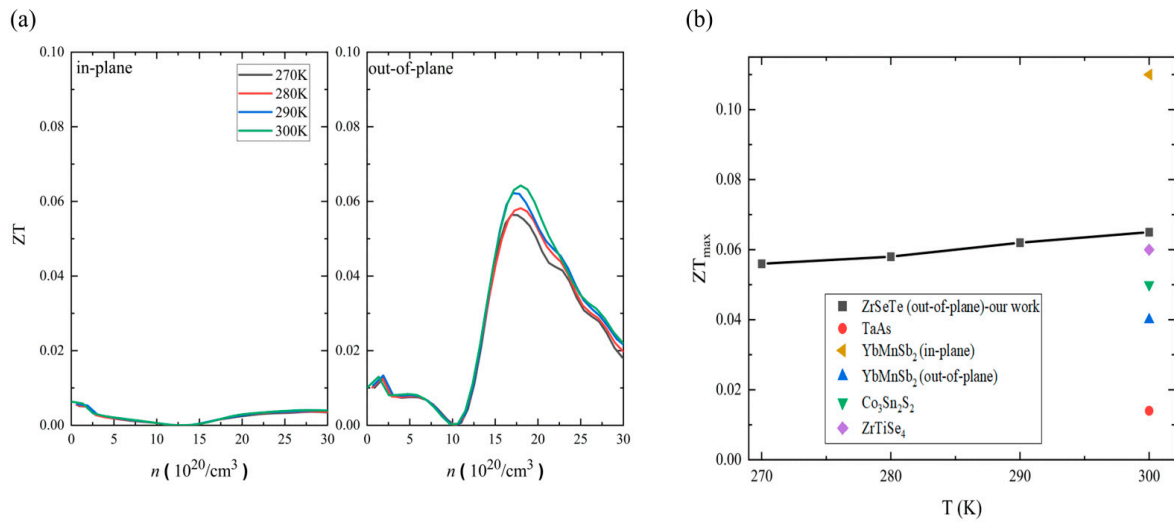 (a)
in-plane
270K
280K
290K
300K
out-of-plane
ZT
0.10
0.08
0.06
0.04
0.02
0.00
0 5 10 15 20 25 30
n ( 10²⁰/cm³ )
0.10
0.08
0.06
0.04
0.02
0.00
0 5 10 15 20 25 30
n ( 10²⁰/cm³ )
(b)
ZTmax
0.10
0.08
0.06
0.04
0.02
0.00
ZrSeTe (out-of-plane)-our work
TaAs
YbMnSb₂ (in-plane)
YbMnSb₂ (out-of-plane)
Co₃Sn₂S₂
ZrTiSe₄
270 280 290 300
T (K)